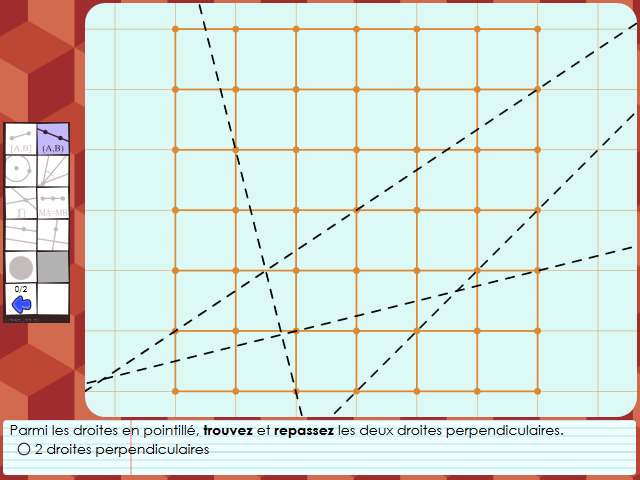 [A,B]
(A,B)
MA=MB
0/2
Parmi les droites en pointillé, trouvez et repassez les deux droites perpendiculaires.
2 droites perpendiculaires